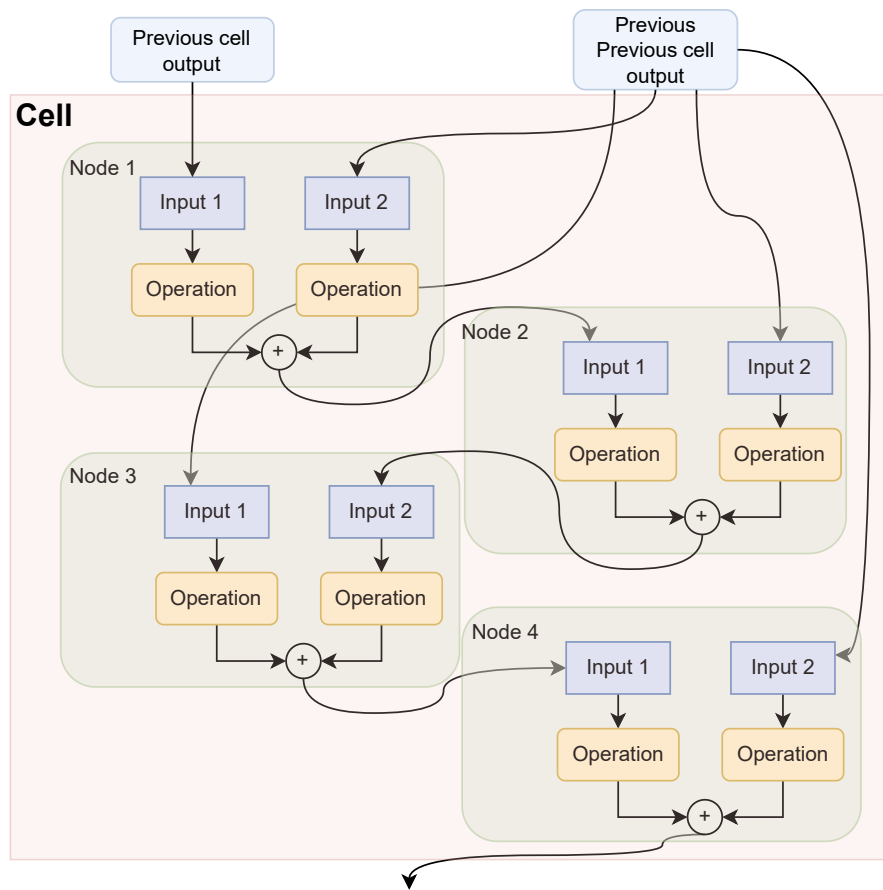 Previous cell
output
Previous
Previous cell
output
Cell
Node 1
Input 1
Input 2
Operation
Operation
+
Node 2
Input 1
Input 2
Operation
Operation
+
Node 3
Input 1
Input 2
Operation
Operation
+
Node 4
Input 1
Input 2
Operation
Operation
+